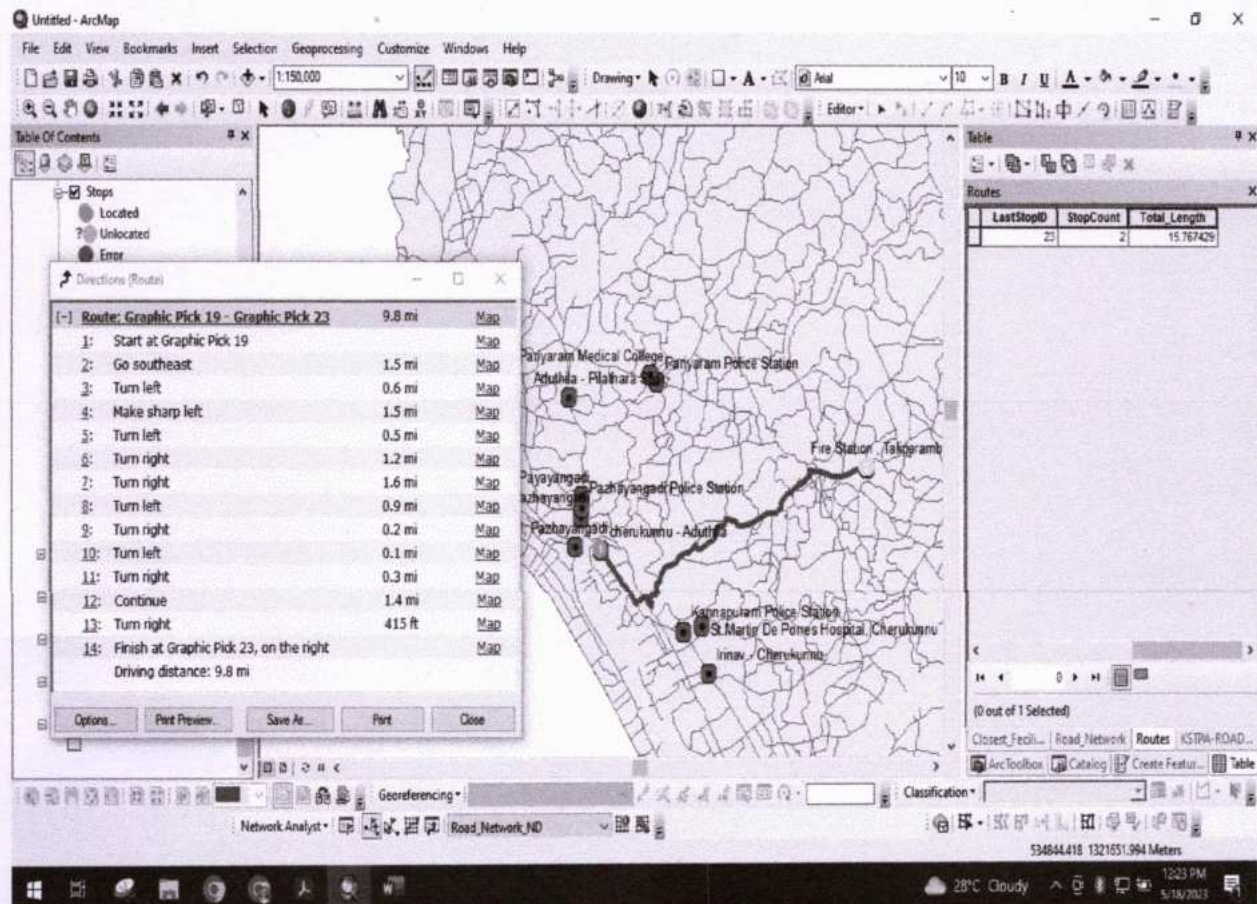 Untitled - ArcMap
File Edit View Bookmarks Insert Selection Geoprocessing Customize Windows Help
1:150,000
Drawing
Arial
10
B I U A
Editor
Table Of Contents
Stops
Located
? Unlocated
Error
Directions (Route)
[-] Route: Graphic Pick 19 - Graphic Pick 23 9.8 mi Map
1: Start at Graphic Pick 19 Map
2: Go southeast 1.5 mi Map
3: Turn left 0.6 mi Map
4: Make sharp left 1.5 mi Map
5: Turn left 0.5 mi Map
6: Turn right 1.2 mi Map
7: Turn right 1.6 mi Map
8: Turn left 0.9 mi Map
9: Turn right 0.2 mi Map
10: Turn left 0.1 mi Map
11: Turn right 0.3 mi Map
12: Continue 1.4 mi Map
13: Turn right 415 ft Map
14: Finish at Graphic Pick 23, on the right Map
Driving distance: 9.8 mi
Options... Print Preview... Save As... Print Close
Pariyaram Medical College
Pariyaram Police Station
Aduthila - Pilathara
Fire Station , Taliparamb
Payayangadi
Pazhayangadi Police Station
Pazhayangadi
cherukunnu - Aduthila
Kannapuram Police Station
St.Martin De Porres Hospital, Cherukunnu
Irinav - Cherukunnu
Table
Routes
LastStopID StopCount Total_Length
23 2 15.767429
0
(0 out of 1 Selected)
Closest_Facili... Road_Network Routes KSTPA-ROAD...
ArcToolbox Catalog Create Featur... Table
Georeferencing
Classification
Network Analyst
Road_Network_ND
534844.418 1321651.994 Meters
28°C Cloudy
12:23 PM
5/18/2023